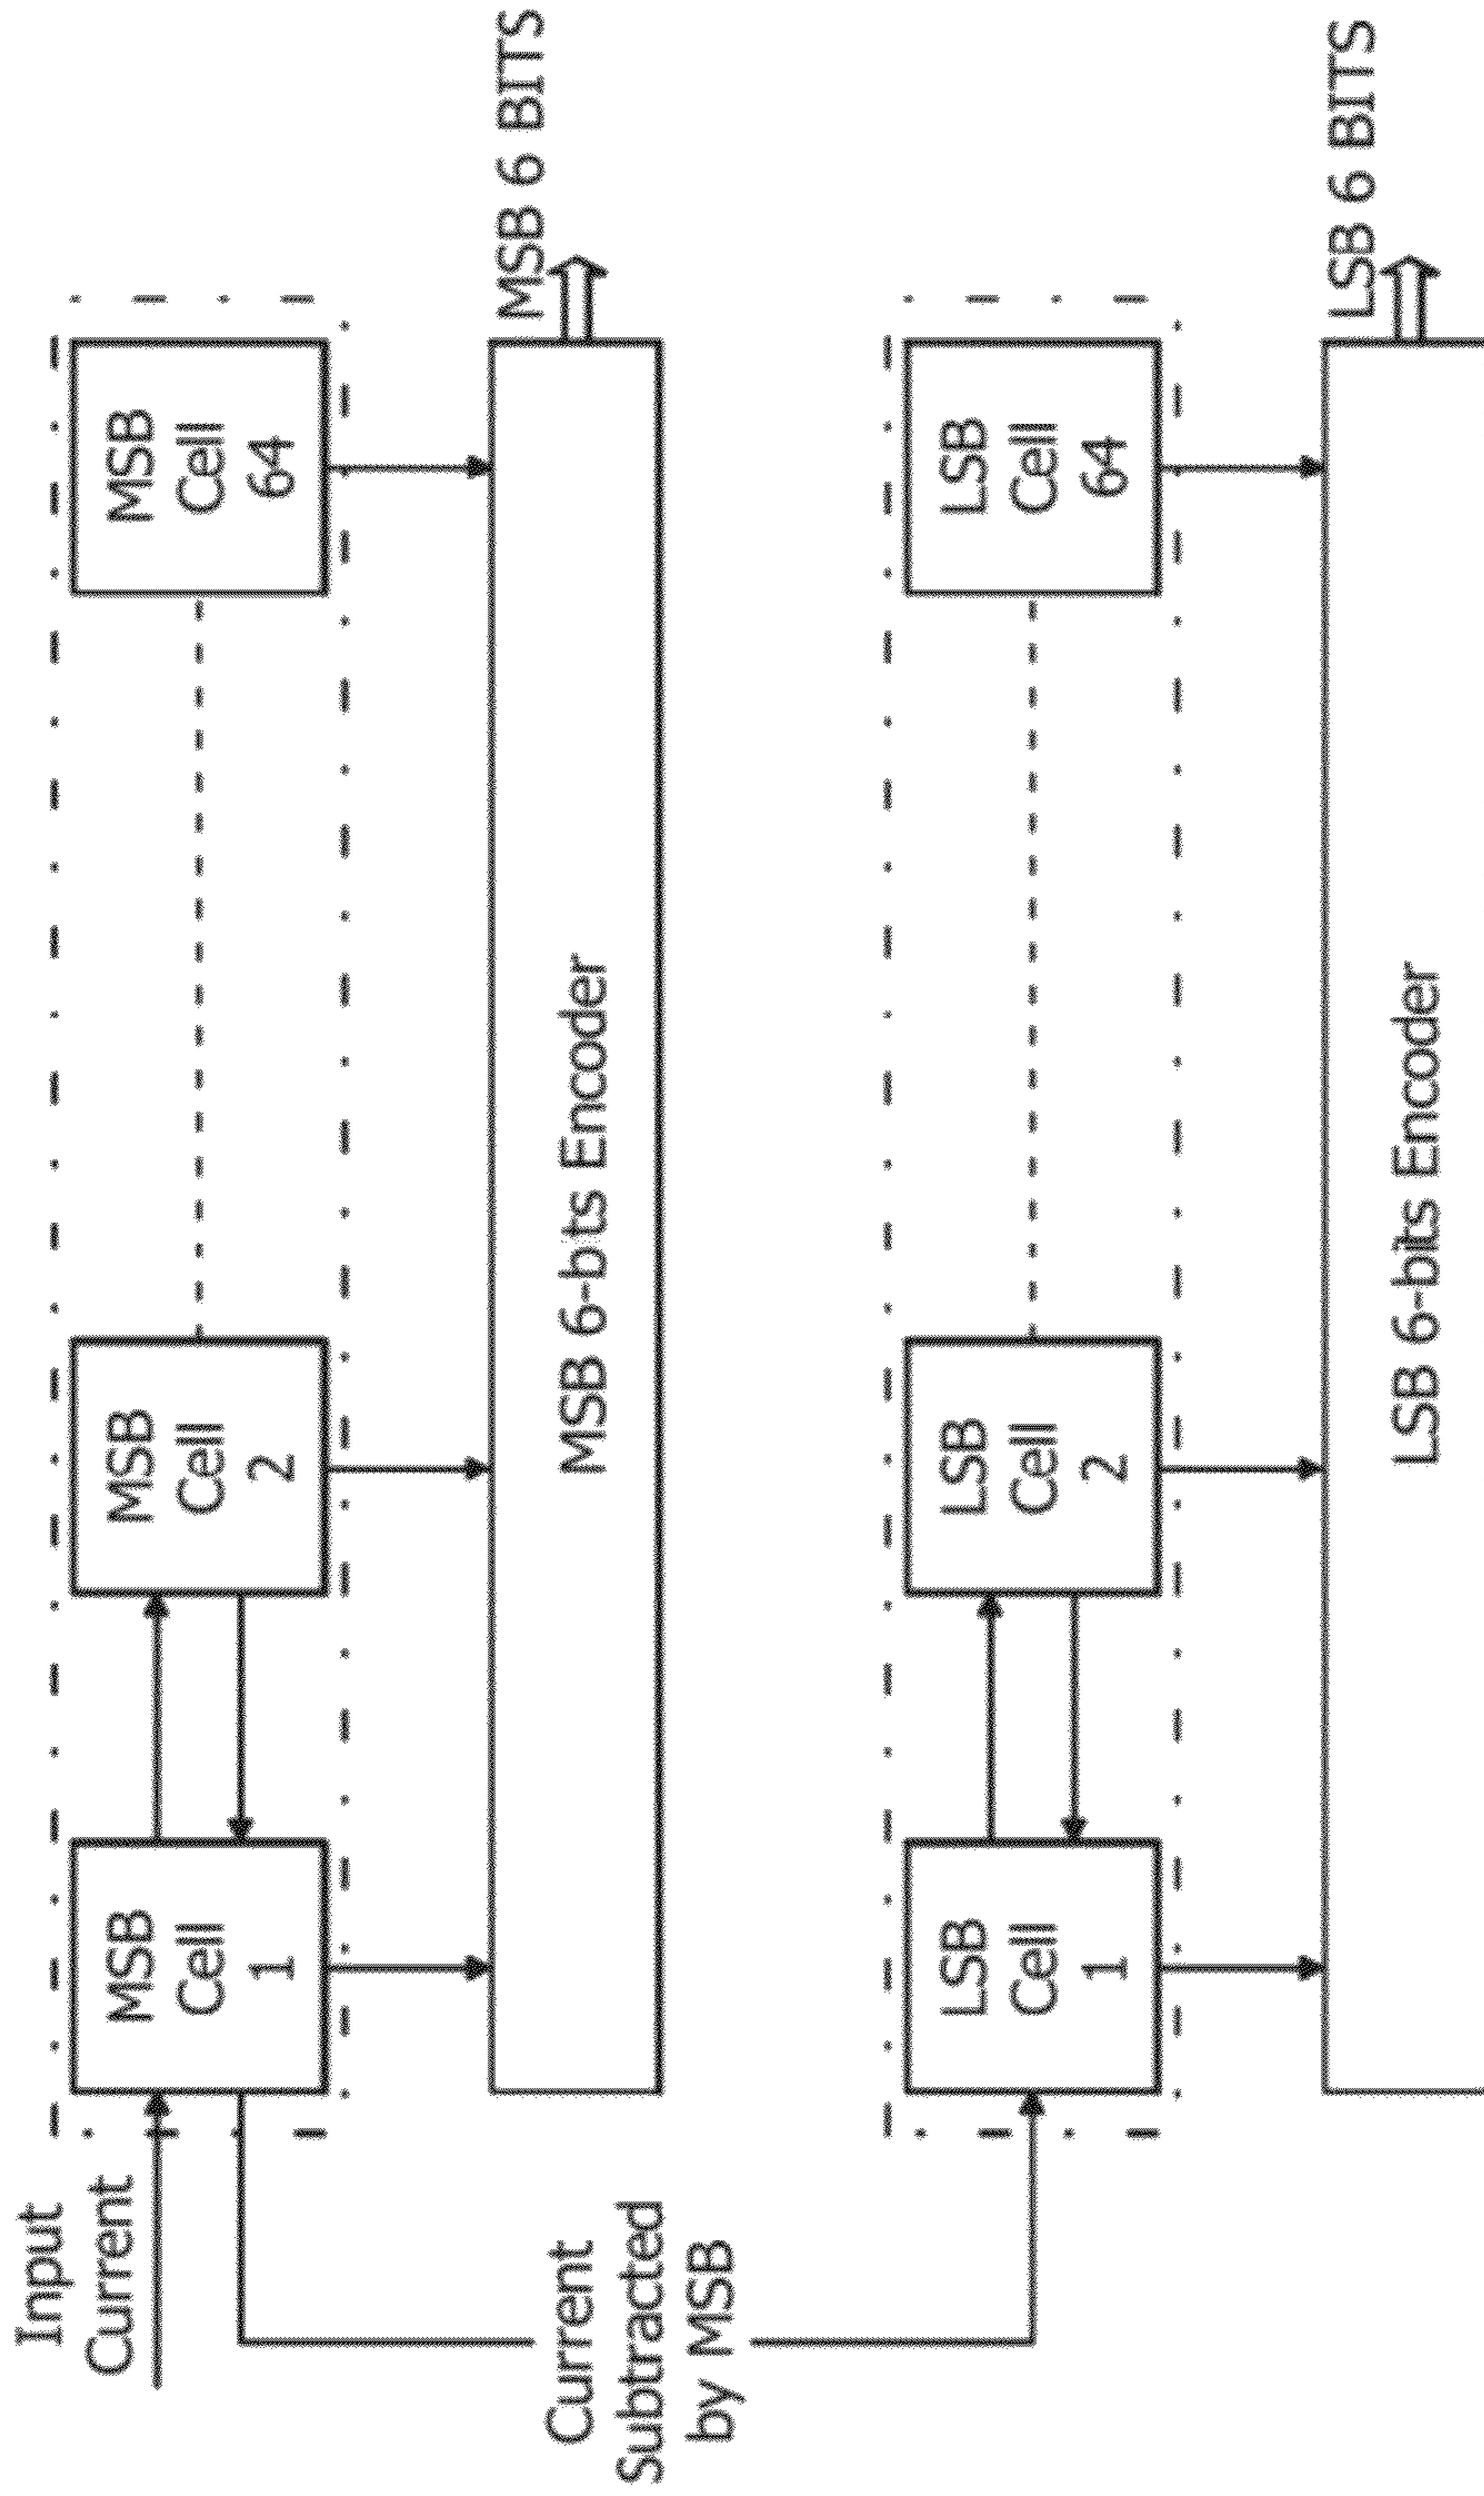 Input
Current
MSB
Cell
1
MSB
Cell
2
MSB
Cell
64
MSB 6-bits Encoder
MSB 6 BITS
Current
Subtracted
by MSB
LSB
Cell
1
LSB
Cell
2
LSB
Cell
64
LSB 6-bits Encoder
LSB 6 BITS